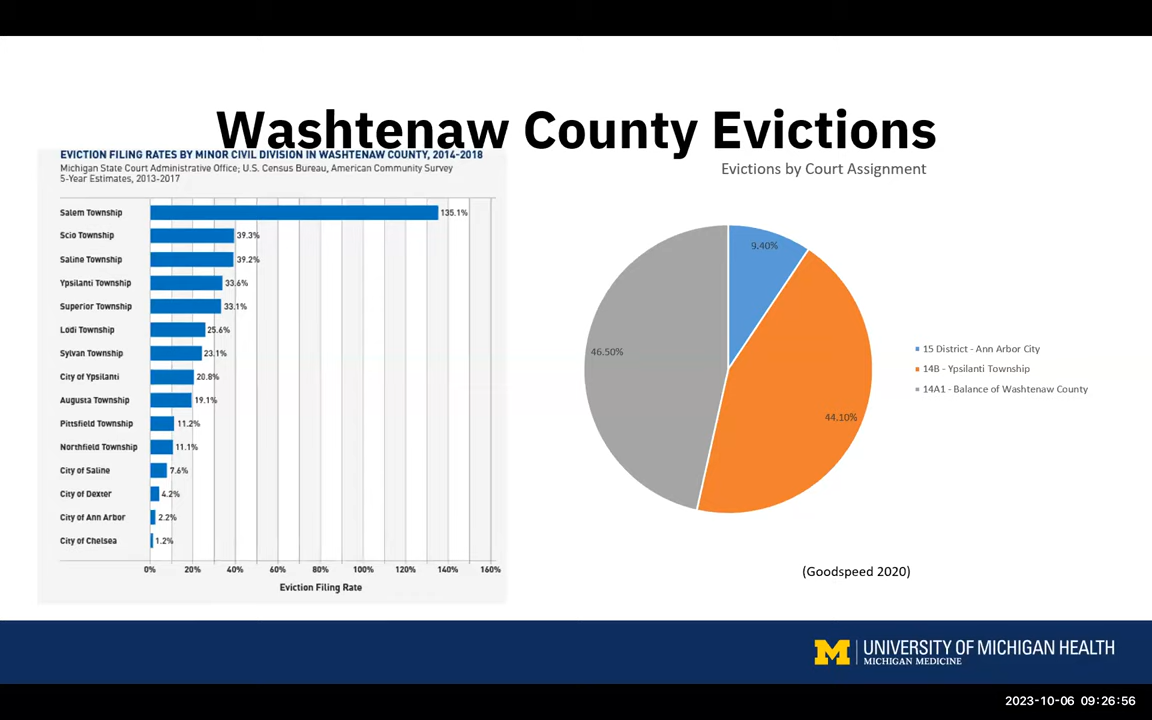 Washtenaw County Evictions
EVICTION FILING RATES BY MINOR CIVIL DIVISION IN WASHTENAW COUNTY, 2014-2018
Michigan State Court Administrative Office; U.S. Census Bureau, American Community Survey
5-Year Estimates, 2013-2017
Salem Township 135.1%
Scio Township 39.3%
Saline Township 39.2%
Ypsilanti Township 33.6%
Superior Township 33.1%
Lodi Township 25.6%
Sylvan Township 23.1%
City of Ypsilanti 20.8%
Augusta Township 19.1%
Pittsfield Township 11.2%
Northfield Township 11.1%
City of Saline 7.6%
City of Dexter 4.2%
City of Ann Arbor 2.2%
City of Chelsea 1.2%
0% 20% 40% 60% 80% 100% 120% 140% 160%
Eviction Filing Rate
Evictions by Court Assignment
9.40%
46.50%
44.10%
15 District - Ann Arbor City
14B - Ypsilanti Township
14A1 - Balance of Washtenaw County
(Goodspeed 2020)
M UNIVERSITY OF MICHIGAN HEALTH
MICHIGAN MEDICINE
2023-10-06 09:26:56